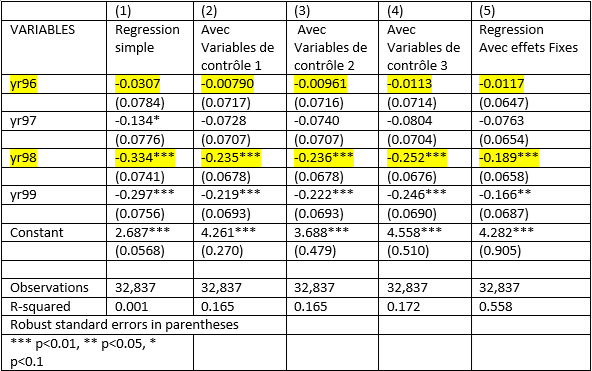 (1) (2) (3) (4) (5)
VARIABLES Regression simple Avec Variables de contrôle 1 Avec Variables de contrôle 2 Avec Variables de contrôle 3 Regression Avec effets Fixes
yr96 -0.0307 -0.00790 -0.00961 -0.0113 -0.0117
(0.0784) (0.0717) (0.0716) (0.0714) (0.0647)
yr97 -0.134* -0.0728 -0.0740 -0.0804 -0.0763
(0.0776) (0.0707) (0.0707) (0.0704) (0.0654)
yr98 -0.334*** -0.235*** -0.236*** -0.252*** -0.189***
(0.0741) (0.0678) (0.0678) (0.0676) (0.0658)
yr99 -0.297*** -0.219*** -0.222*** -0.246*** -0.166**
(0.0756) (0.0693) (0.0693) (0.0690) (0.0687)
Constant 2.687*** 4.261*** 3.688*** 4.558*** 4.282***
(0.0568) (0.270) (0.479) (0.510) (0.905)
Observations 32,837 32,837 32,837 32,837 32,837
R-squared 0.001 0.165 0.165 0.172 0.558
Robust standard errors in parentheses
*** p<0.01, ** p<0.05, *
p<0.1